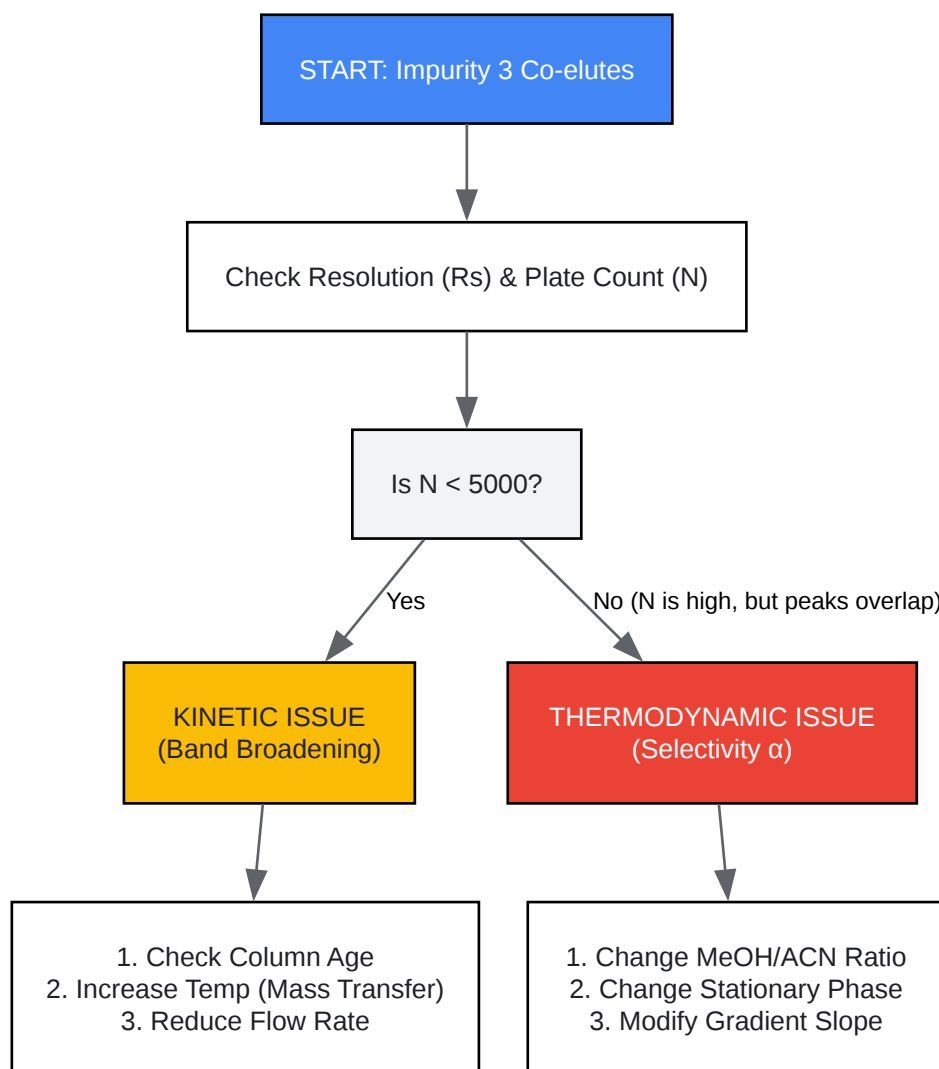 START: Impurity 3 Co-elutes
Check Resolution (Rs) & Plate Count (N)
Is N < 5000?
Yes
No (N is high, but peaks overlap)
KINETIC ISSUE
(Band Broadening)
THERMODYNAMIC ISSUE
(Selectivity α)
1. Check Column Age
2. Increase Temp (Mass Transfer)
3. Reduce Flow Rate
1. Change MeOH/ACN Ratio
2. Change Stationary Phase
3. Modify Gradient Slope